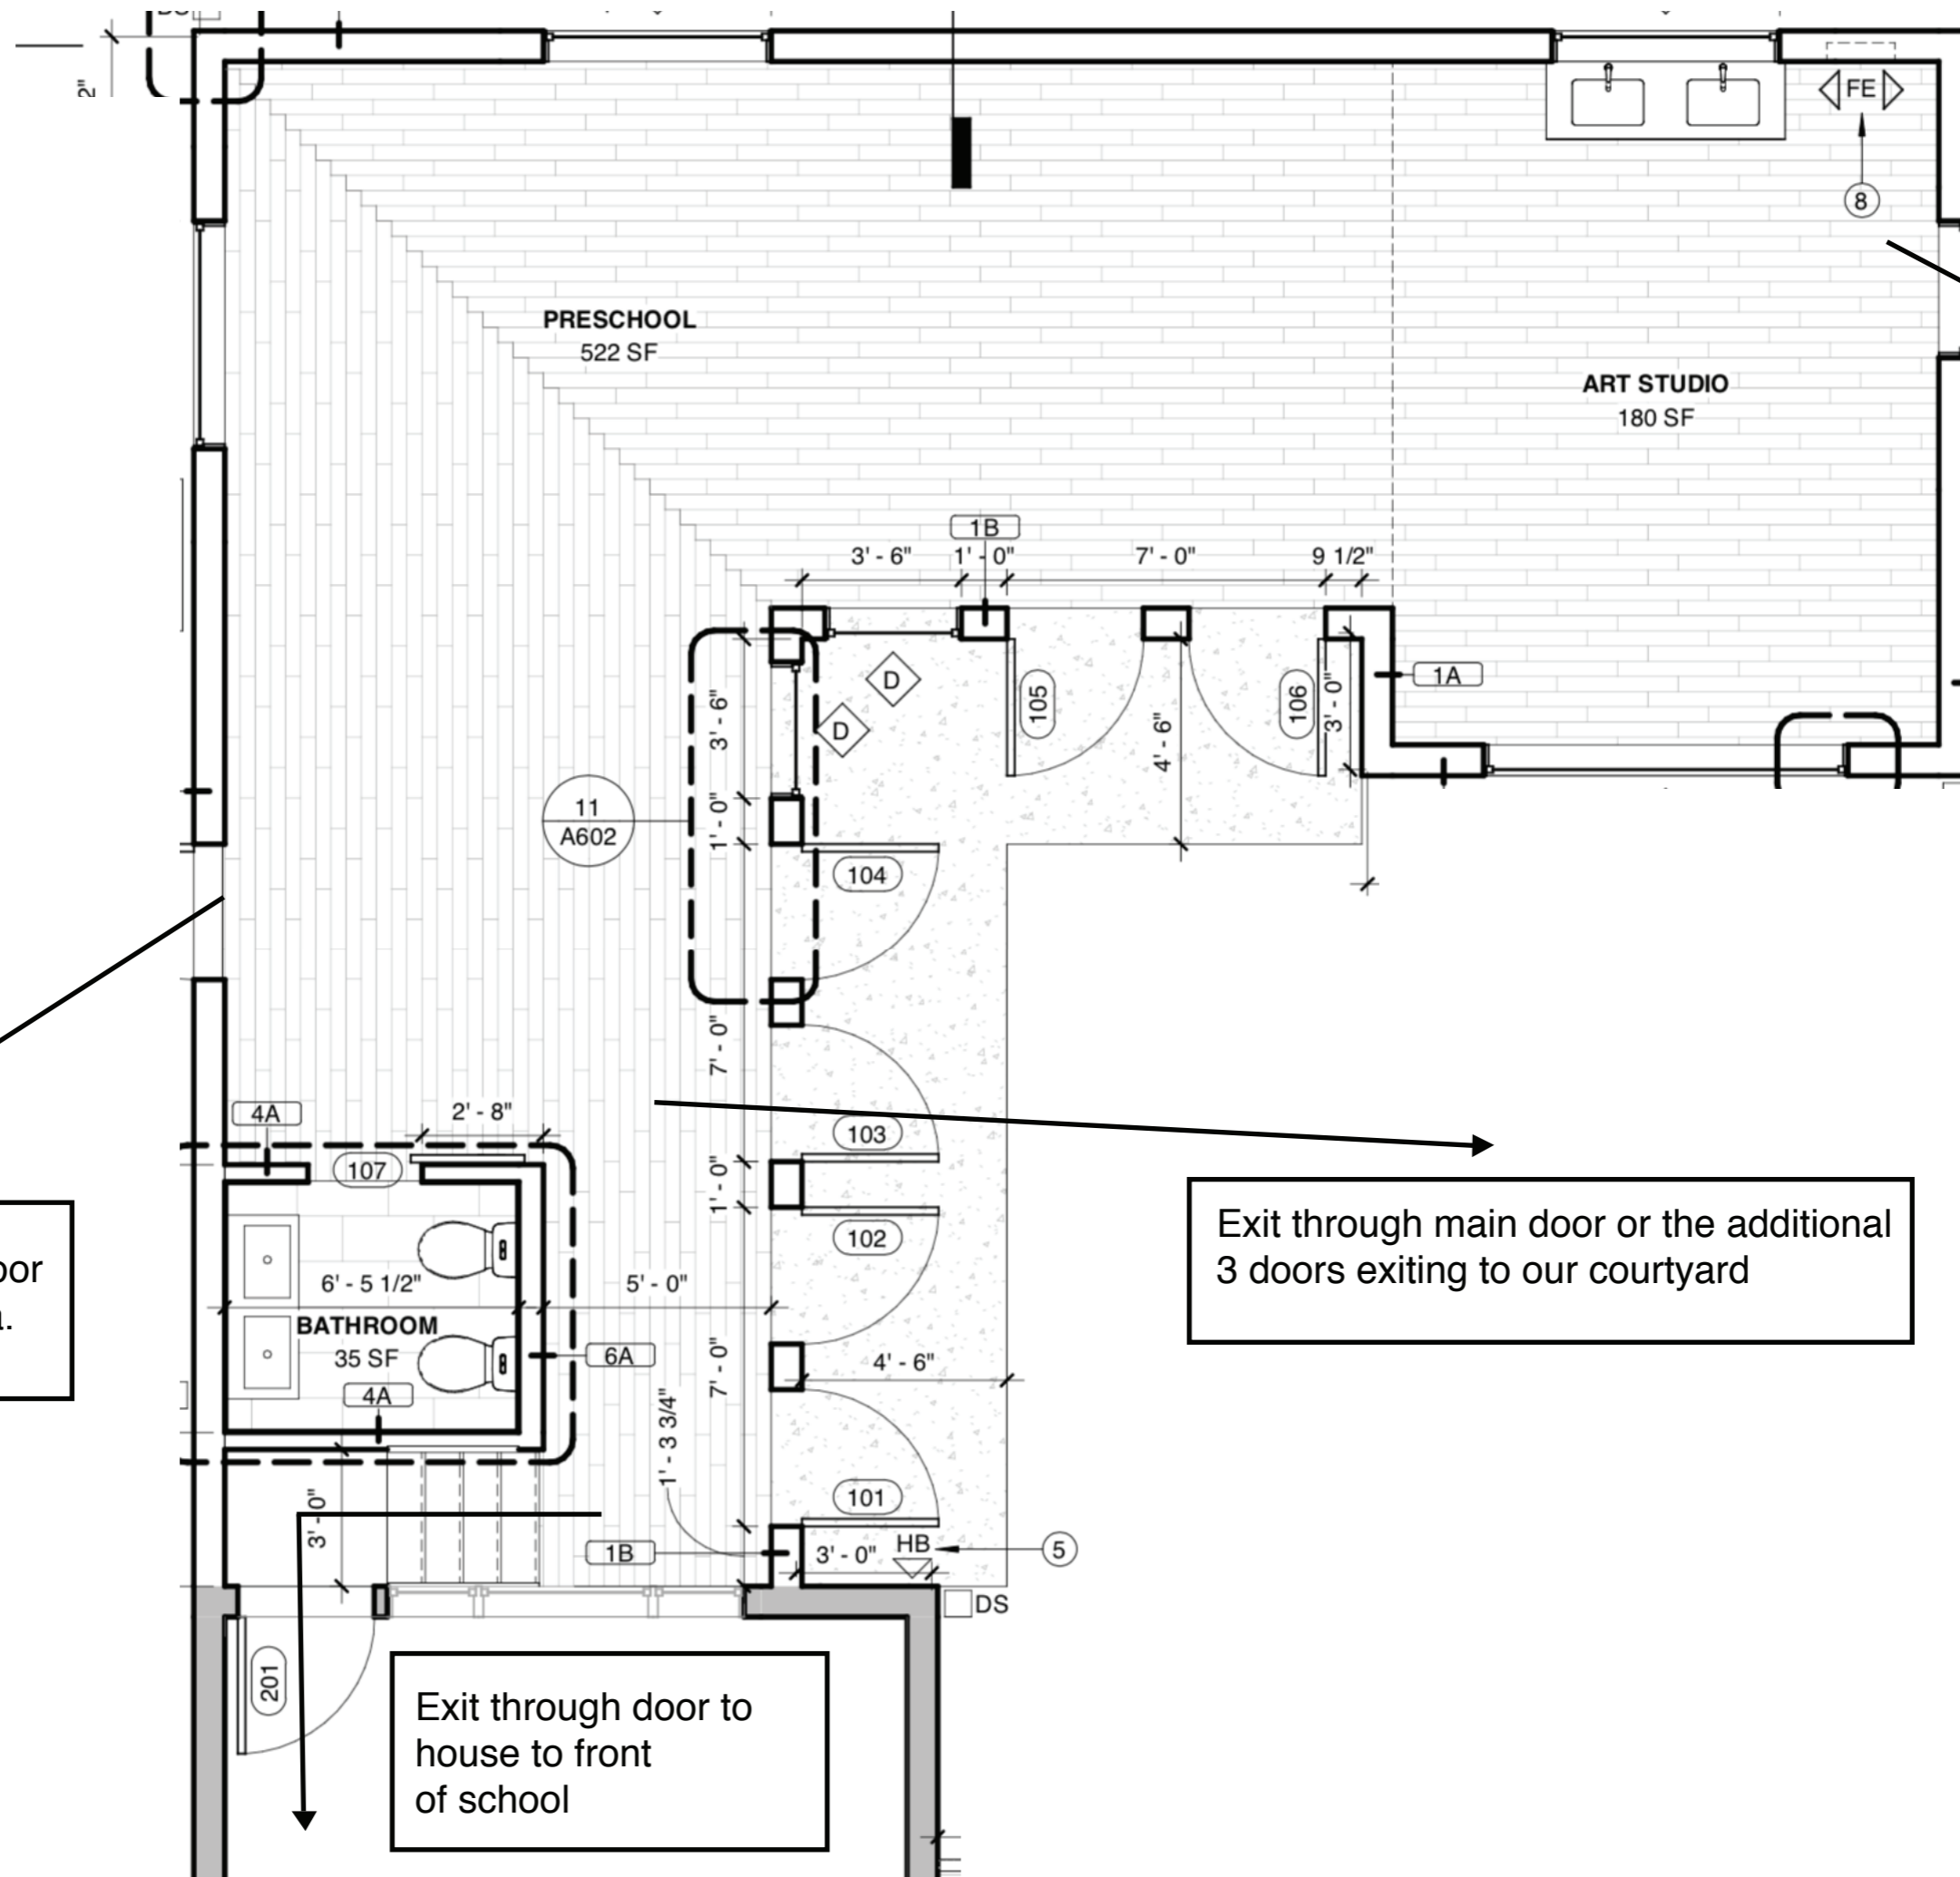 2"
FE
8
PRESCHOOL
522 SF
ART STUDIO
180 SF
1B
3' - 6"
1' - 0"
7' - 0"
9 1/2"
1A
D
D
105
106
3' - 0"
4' - 6"
3' - 6"
1' - 0"
11
A602
104
7' - 0"
103
4A
2' - 8"
107
1' - 0"
102
Exit through main door or the additional
3 doors exiting to our courtyard
6' - 5 1/2"
5' - 0"
BATHROOM
35 SF
6A
4A
7' - 0"
4' - 6"
1' - 3 3/4"
101
3' - 0"
1B
3' - 0"
HB
5
DS
201
Exit through door to
house to front
of school